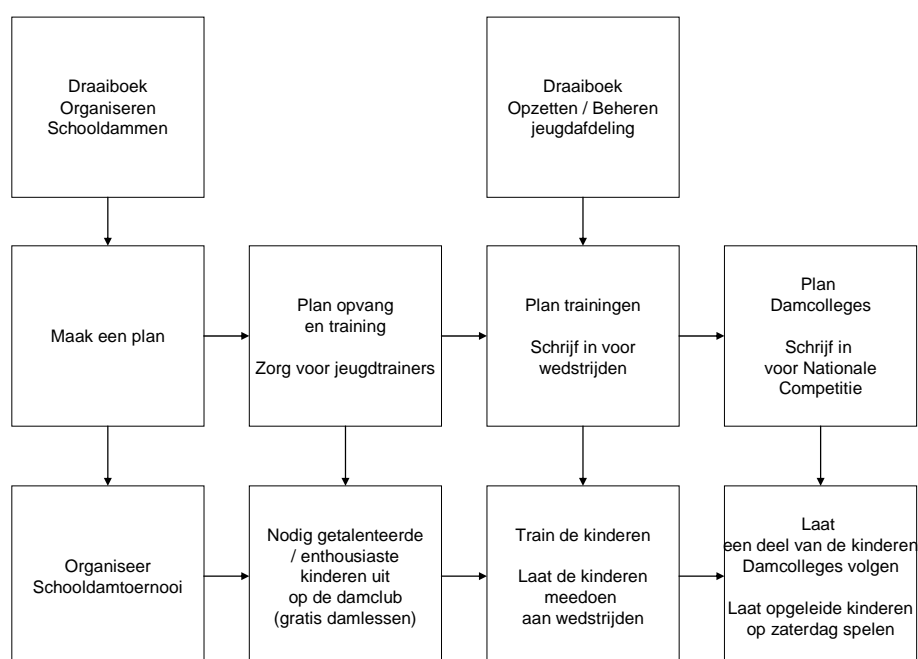 Draaiboek
Organiseren
Schooldammen
Draaiboek
Opzetten / Beheren
jeugdafdeling
Maak een plan
Plan opvang
en training
Zorg voor jeugdtrainers
Plan trainingen
Schrijf in voor
wedstrijden
Plan
Damcolleges
Schrijf in
voor Nationale
Competitie
Organiseer
Schooldamtoernooi
Nodig getalenteerde
/ enthousiaste
kinderen uit
op de damclub
(gratis damlessen)
Train de kinderen
Laat de kinderen
meedoen
aan wedstrijden
Laat
een deel van de kinderen
Damcolleges volgen
Laat opgeleide kinderen
op zaterdag spelen